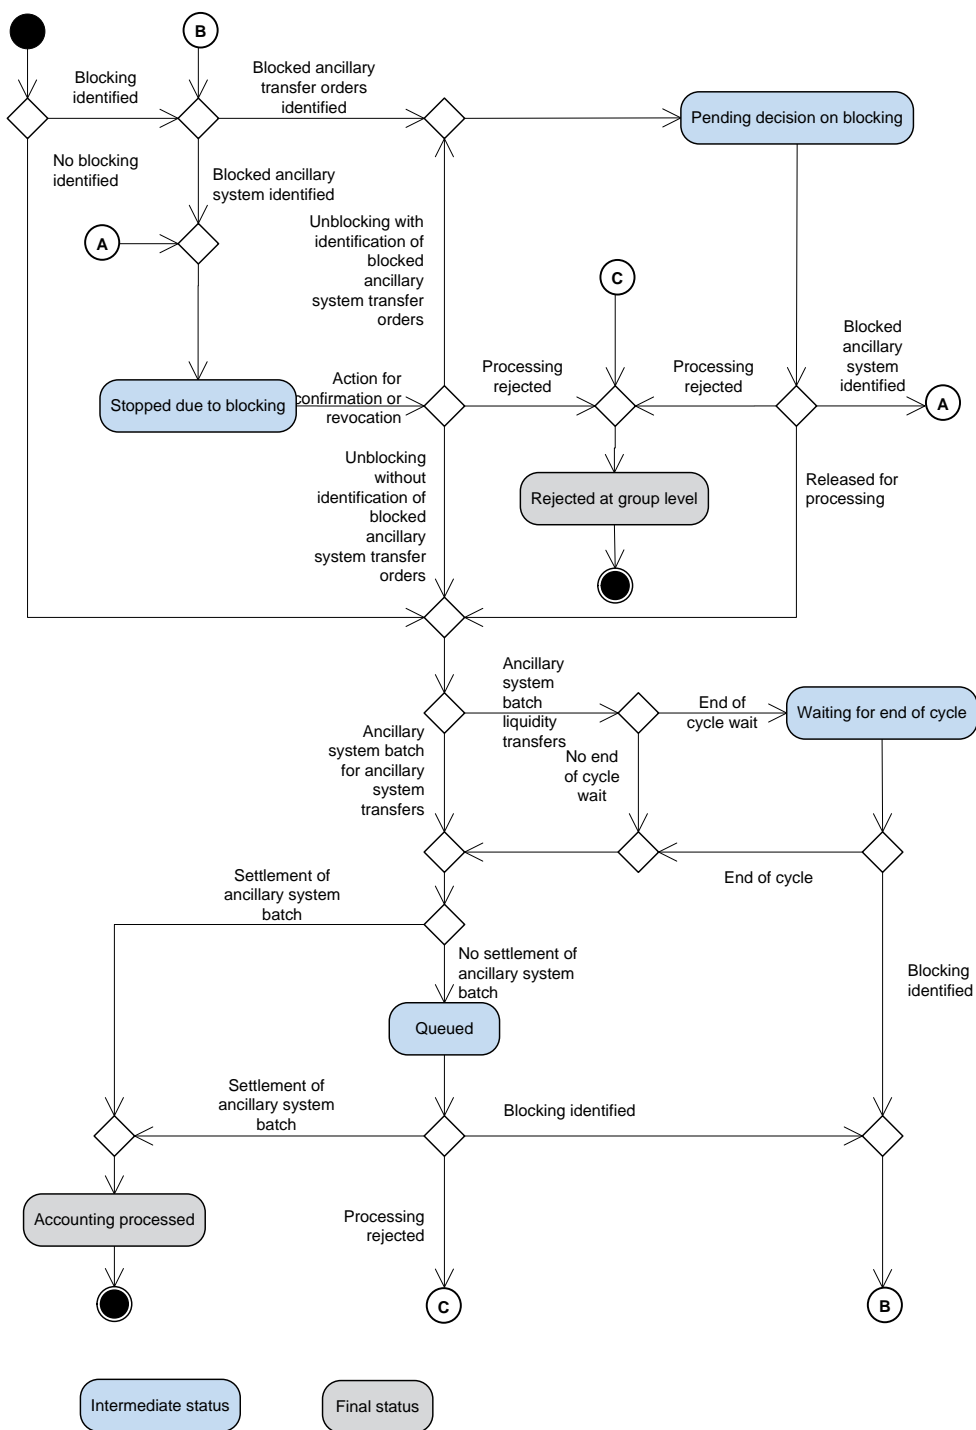 B
Blocking
identified
Blocked ancillary
transfer orders
identified
Pending decision on blocking
No blocking
identified
Blocked ancillary
system identified
A
Unblocking with
identification of
blocked
ancillary
system transfer
orders
C
Processing
rejected
Processing
rejected
Blocked
ancillary
system
identified
A
Stopped due to blocking
Action for
confirmation or
revocation
Unblocking
without
identification of
blocked
ancillary
system transfer
orders
Rejected at group level
Released for
processing
Ancillary
system
batch
liquidity
transfers
End of
cycle wait
Waiting for end of cycle
Ancillary
system batch
for ancillary
system
transfers
No end
of cycle
wait
End of cycle
Settlement of
ancillary system
batch
No settlement of
ancillary system
batch
Blocking
identified
Queued
Settlement of
ancillary system
batch
Blocking identified
Accounting processed
Processing
rejected
C
B
Intermediate status
Final status